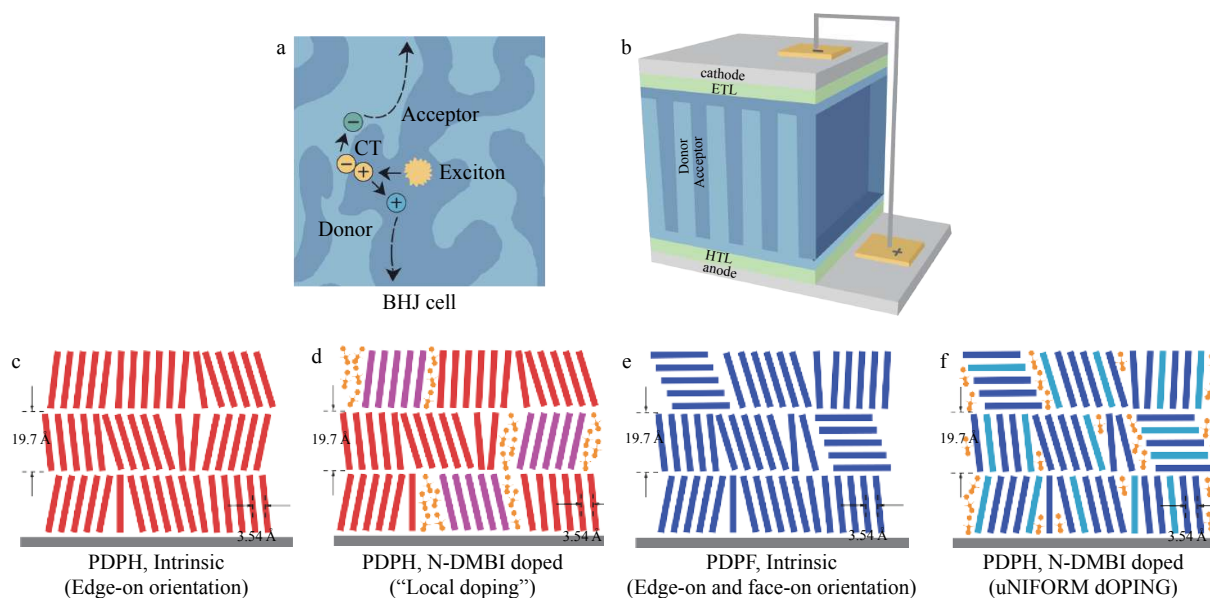 a
Acceptor
−
CT
−
+
Exciton
+
Donor
BHJ cell
b
−
cathode
ETL
Donor
Acceptor
HTL
anode
+
c
19.7 Å
3.54 Å
PDPH, Intrinsic
(Edge-on orientation)
d
19.7 Å
3.54 Å
PDPH, N-DMBI doped
(“Local doping”)
e
19.7 Å
3.54 Å
PDPF, Intrinsic
(Edge-on and face-on orientation)
f
19.7 Å
3.54 Å
PDPH, N-DMBI doped
(uNIFORM dOPING)